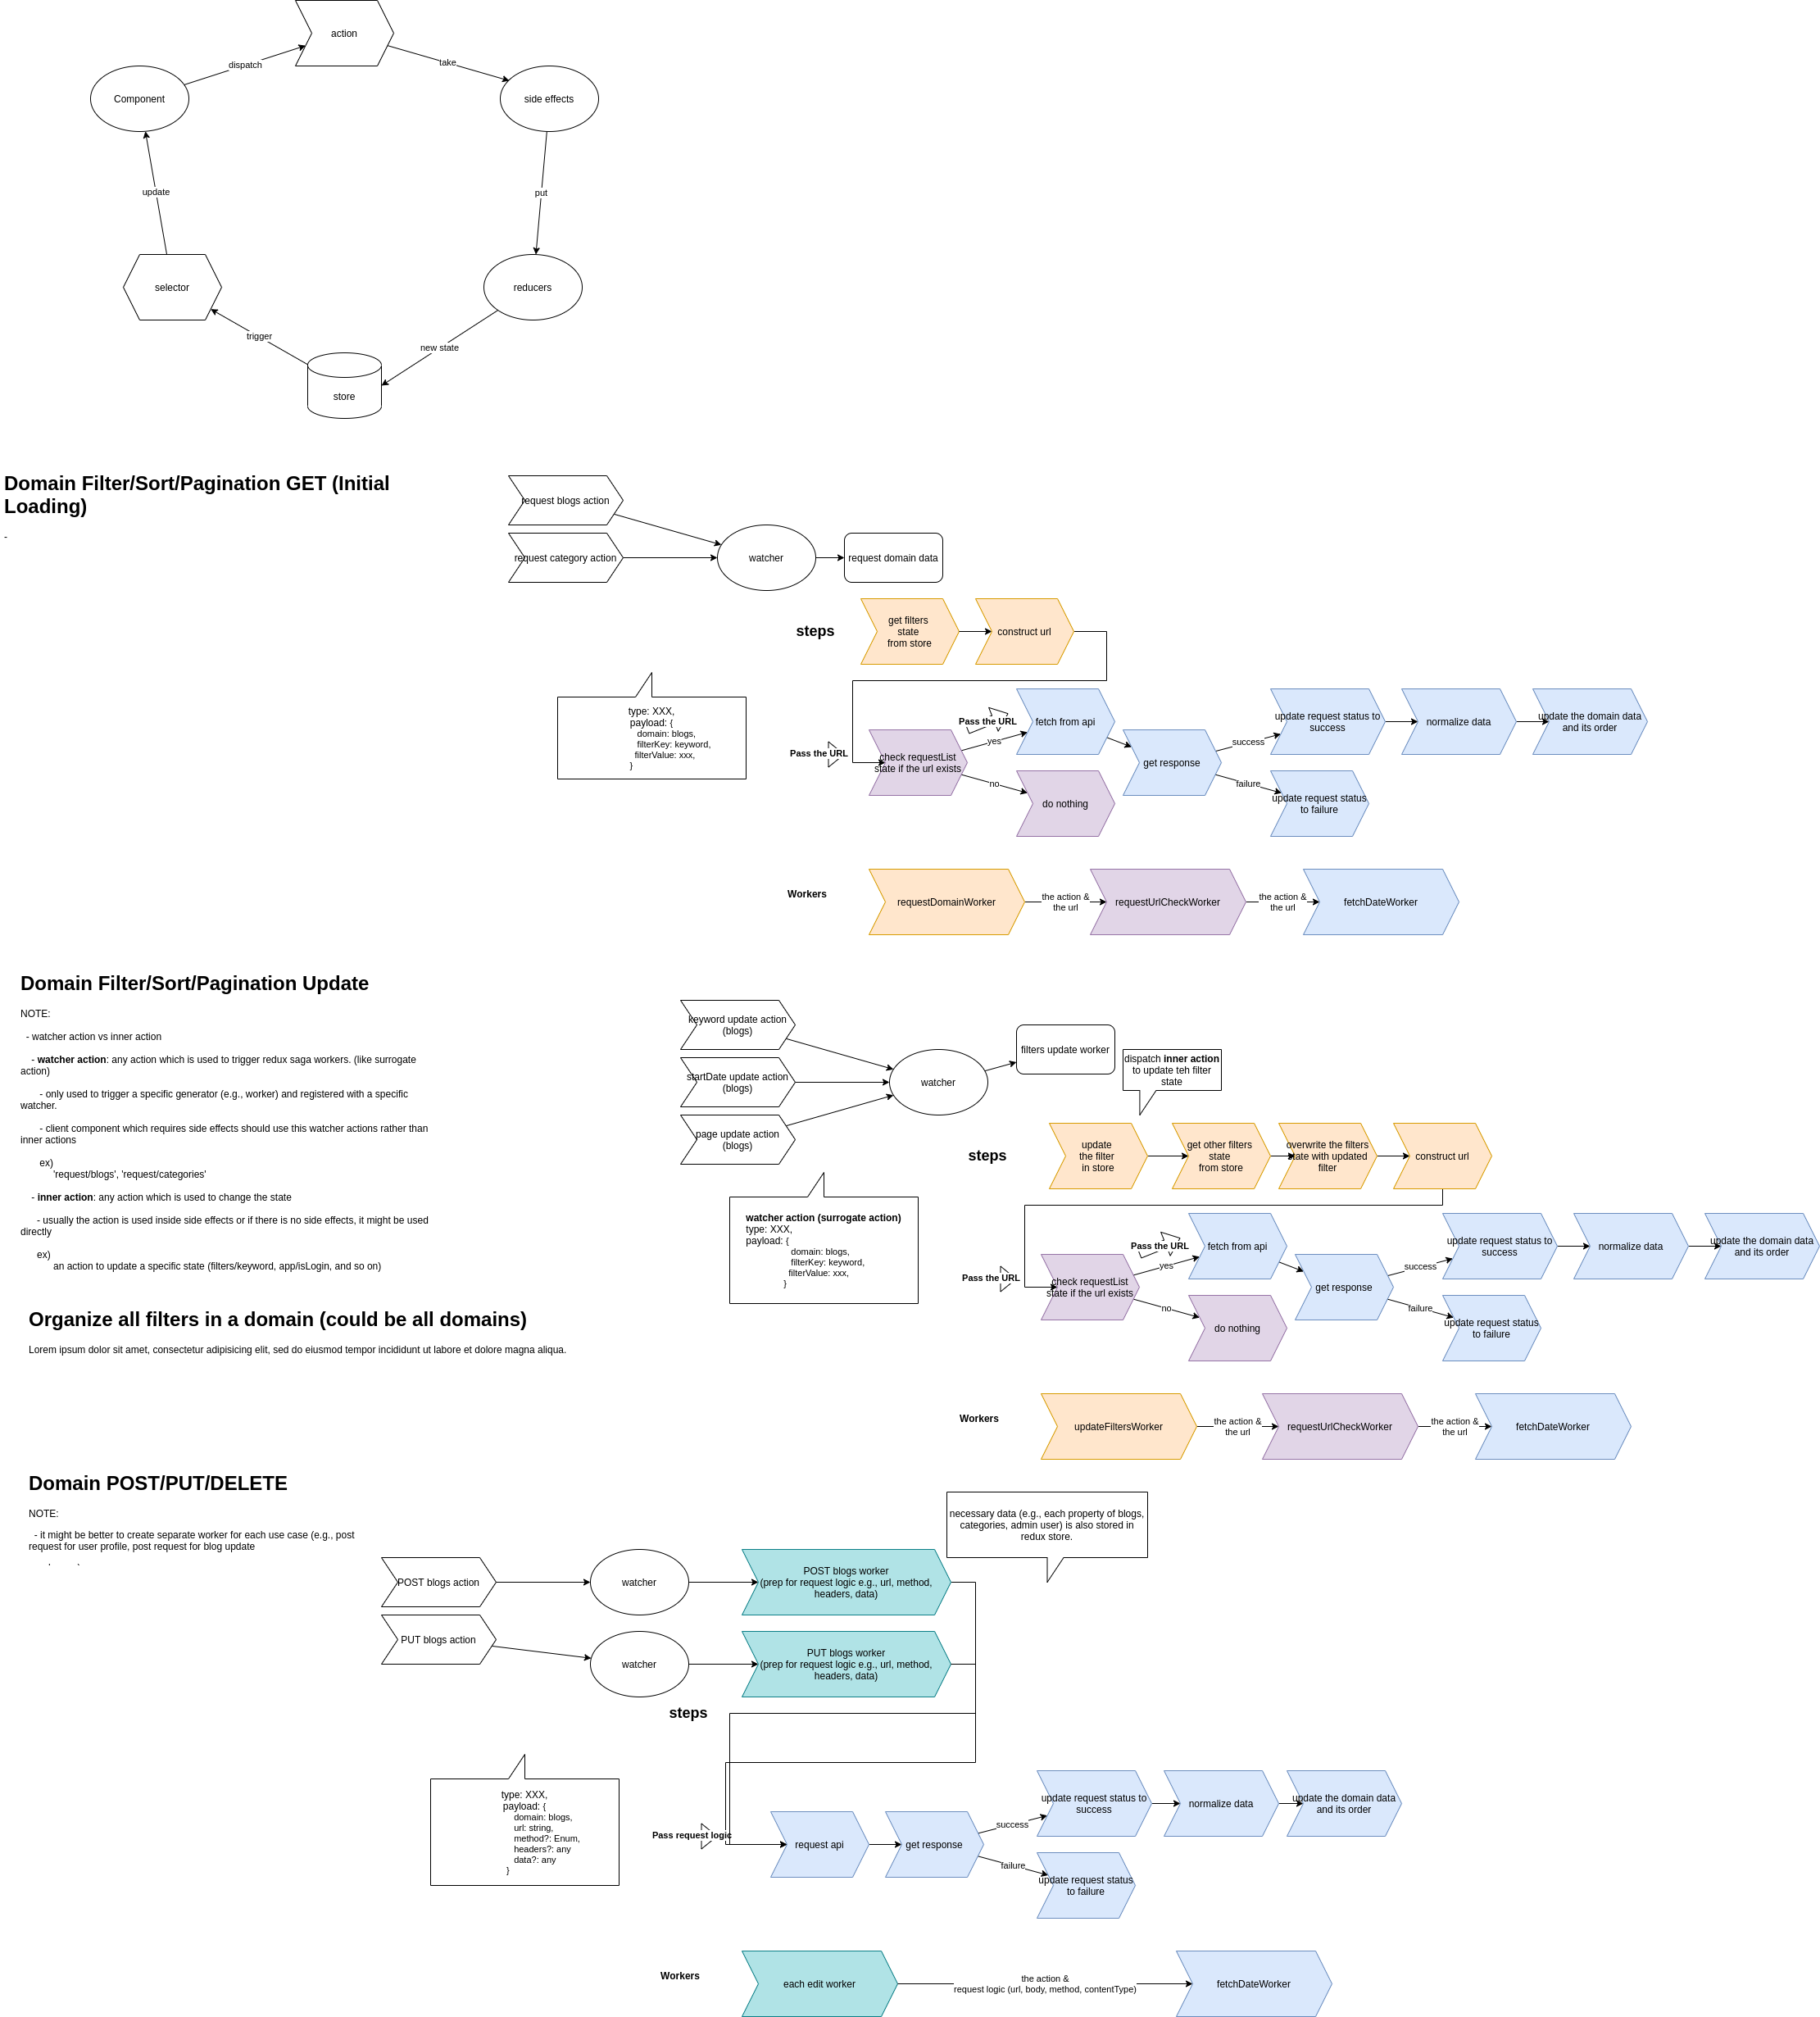 action
dispatch
take
Component
side effects
update
put
selector
reducers
trigger
new state
store
Domain Filter/Sort/Pagination GET (Initial
Loading)
-
request blogs action
request category action
watcher
request domain data
steps
get filters
state
from store
construct url
type: XXX,
payload: {
domain: blogs,
filterKey: keyword,
filterValue: xxx,
}
Pass the URL
check requestList
state if the url exists
Pass the URL
yes
no
fetch from api
do nothing
get response
success
failure
update request status to
success
normalize data
update the domain data
and its order
update request status
to failure
Workers
requestDomainWorker
the action &
the url
requestUrlCheckWorker
the action &
the url
fetchDateWorker
Domain Filter/Sort/Pagination Update
NOTE:
- watcher action vs inner action
- watcher action: any action which is used to trigger redux saga workers. (like surrogate
action)
- only used to trigger a specific generator (e.g., worker) and registered with a specific
watcher.
- client component which requires side effects should use this watcher actions rather than
inner actions
ex)
'request/blogs', 'request/categories'
- inner action: any action which is used to change the state
- usually the action is used inside side effects or if there is no side effects, it might be used
directly
ex)
an action to update a specific state (filters/keyword, app/isLogin, and so on)
keyword update action
(blogs)
startDate update action
(blogs)
page update action
(blogs)
watcher
filters update worker
dispatch inner action
to update teh filter
state
steps
update
the filter
in store
get other filters
state
from store
overwrite the filters
state with updated
filter
construct url
watcher action (surrogate action)
type: XXX,
payload: {
domain: blogs,
filterKey: keyword,
filterValue: xxx,
}
Pass the URL
check requestList
state if the url exists
Pass the URL
yes
no
fetch from api
do nothing
get response
success
failure
update request status to
success
normalize data
update the domain data
and its order
update request status
to failure
Workers
updateFiltersWorker
the action &
the url
requestUrlCheckWorker
the action &
the url
fetchDateWorker
Organize all filters in a domain (could be all domains)
Lorem ipsum dolor sit amet, consectetur adipisicing elit, sed do eiusmod tempor incididunt ut labore et dolore magna aliqua.
Domain POST/PUT/DELETE
NOTE:
- it might be better to create separate worker for each use case (e.g., post
request for user profile, post request for blog update
necessary data (e.g., each property of blogs,
categories, admin user) is also stored in
redux store.
POST blogs action
watcher
POST blogs worker
(prep for request logic e.g., url, method,
headers, data)
PUT blogs action
watcher
PUT blogs worker
(prep for request logic e.g., url, method,
headers, data)
steps
type: XXX,
payload: {
domain: blogs,
url: string,
method?: Enum,
headers?: any
data?: any
}
Pass request logic
request api
get response
success
failure
update request status to
success
normalize data
update the domain data
and its order
update request status
to failure
Workers
each edit worker
the action &
request logic (url, body, method, contentType)
fetchDateWorker